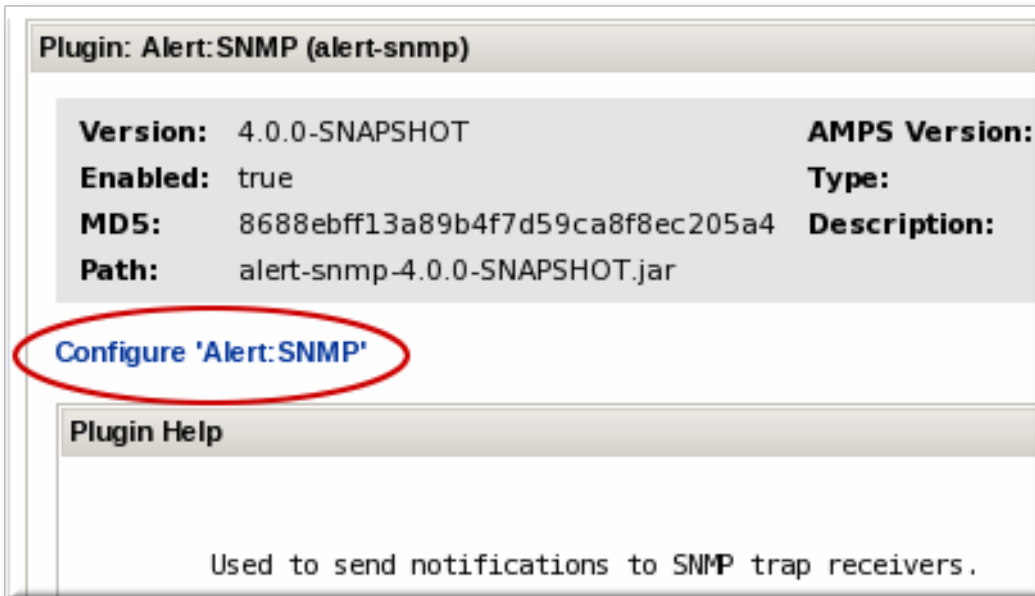 Plugin: Alert:SNMP (alert-snmp)
Version: 4.0.0-SNAPSHOT AMPS Version:
Enabled: true Type:
MD5: 8688ebff13a89b4f7d59ca8f8ec205a4 Description:
Path: alert-snmp-4.0.0-SNAPSHOT.jar
Configure 'Alert:SNMP'
Plugin Help
Used to send notifications to SNMP trap receivers.